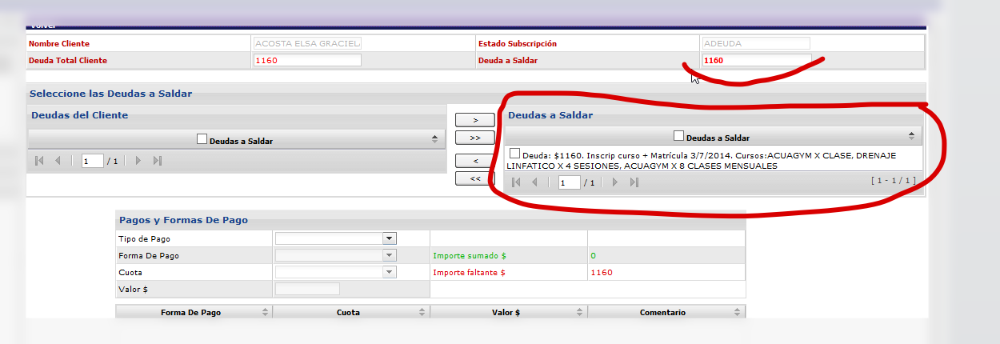 Volver
Nombre Cliente ACOSTA ELSA GRACIEL Estado Subscripción ADEUDA
Deuda Total Cliente 1160 Deuda a Saldar 1160
Seleccione las Deudas a Saldar
Deudas del Cliente > Deudas a Saldar
Deudas a Saldar >> Deudas a Saldar
1 / 1 < Deuda: $1160. Inscrip curso + Matrícula 3/7/2014. Cursos:ACUAGYM X CLASE, DRENAJE
LINFATICO X 4 SESIONES, ACUAGYM X 8 CLASES MENSUALES
<< 1 / 1 [ 1 - 1 / 1 ]
Pagos y Formas De Pago
Tipo de Pago
Forma De Pago Importe sumado $ 0
Cuota Importe faltante $ 1160
Valor $
Forma De Pago Cuota Valor $ Comentario